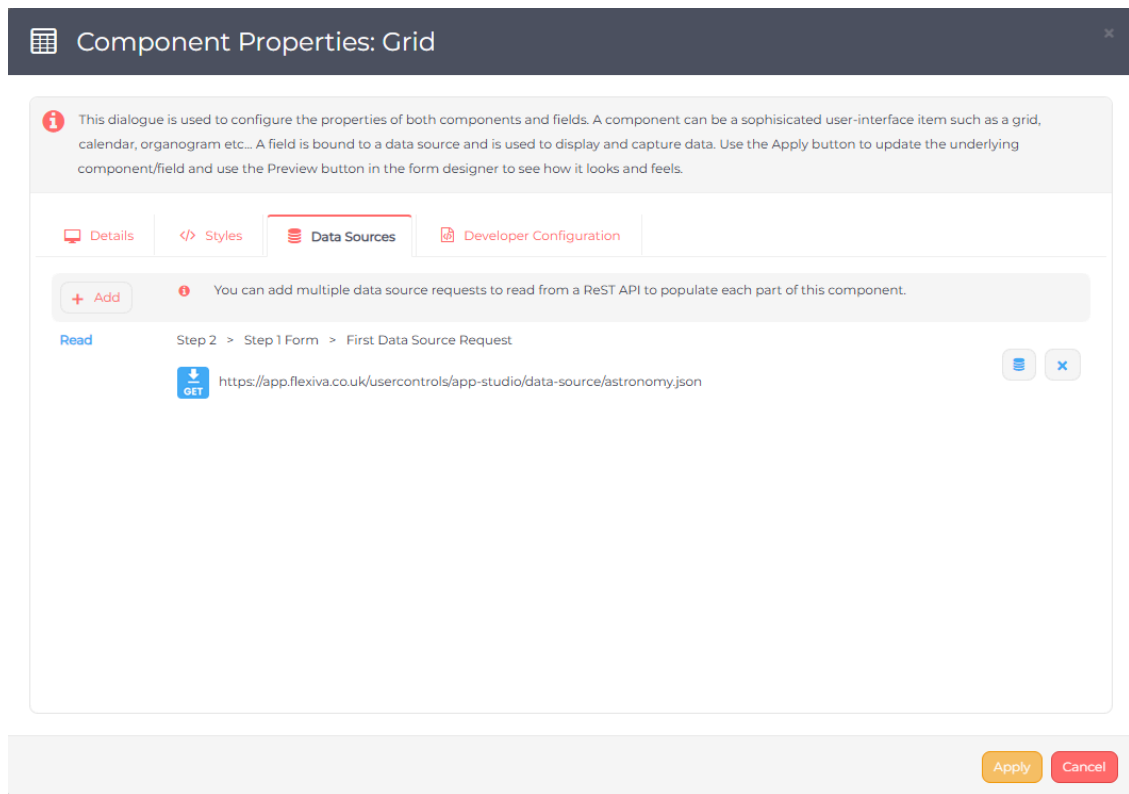 Component Properties: Grid
This dialogue is used to configure the properties of both components and fields. A component can be a sophisicated user-interface item such as a grid,
calendar, organogram etc... A field is bound to a data source and is used to display and capture data. Use the Apply button to update the underlying
component/field and use the Preview button in the form designer to see how it looks and feels.
Details </> Styles Data Sources Developer Configuration
+ Add You can add multiple data source requests to read from a ReST API to populate each part of this component.
Read Step 2 > Step 1 Form > First Data Source Request
GET https://app.flexiva.co.uk/usercontrols/app-studio/data-source/astronomy.json
Apply Cancel